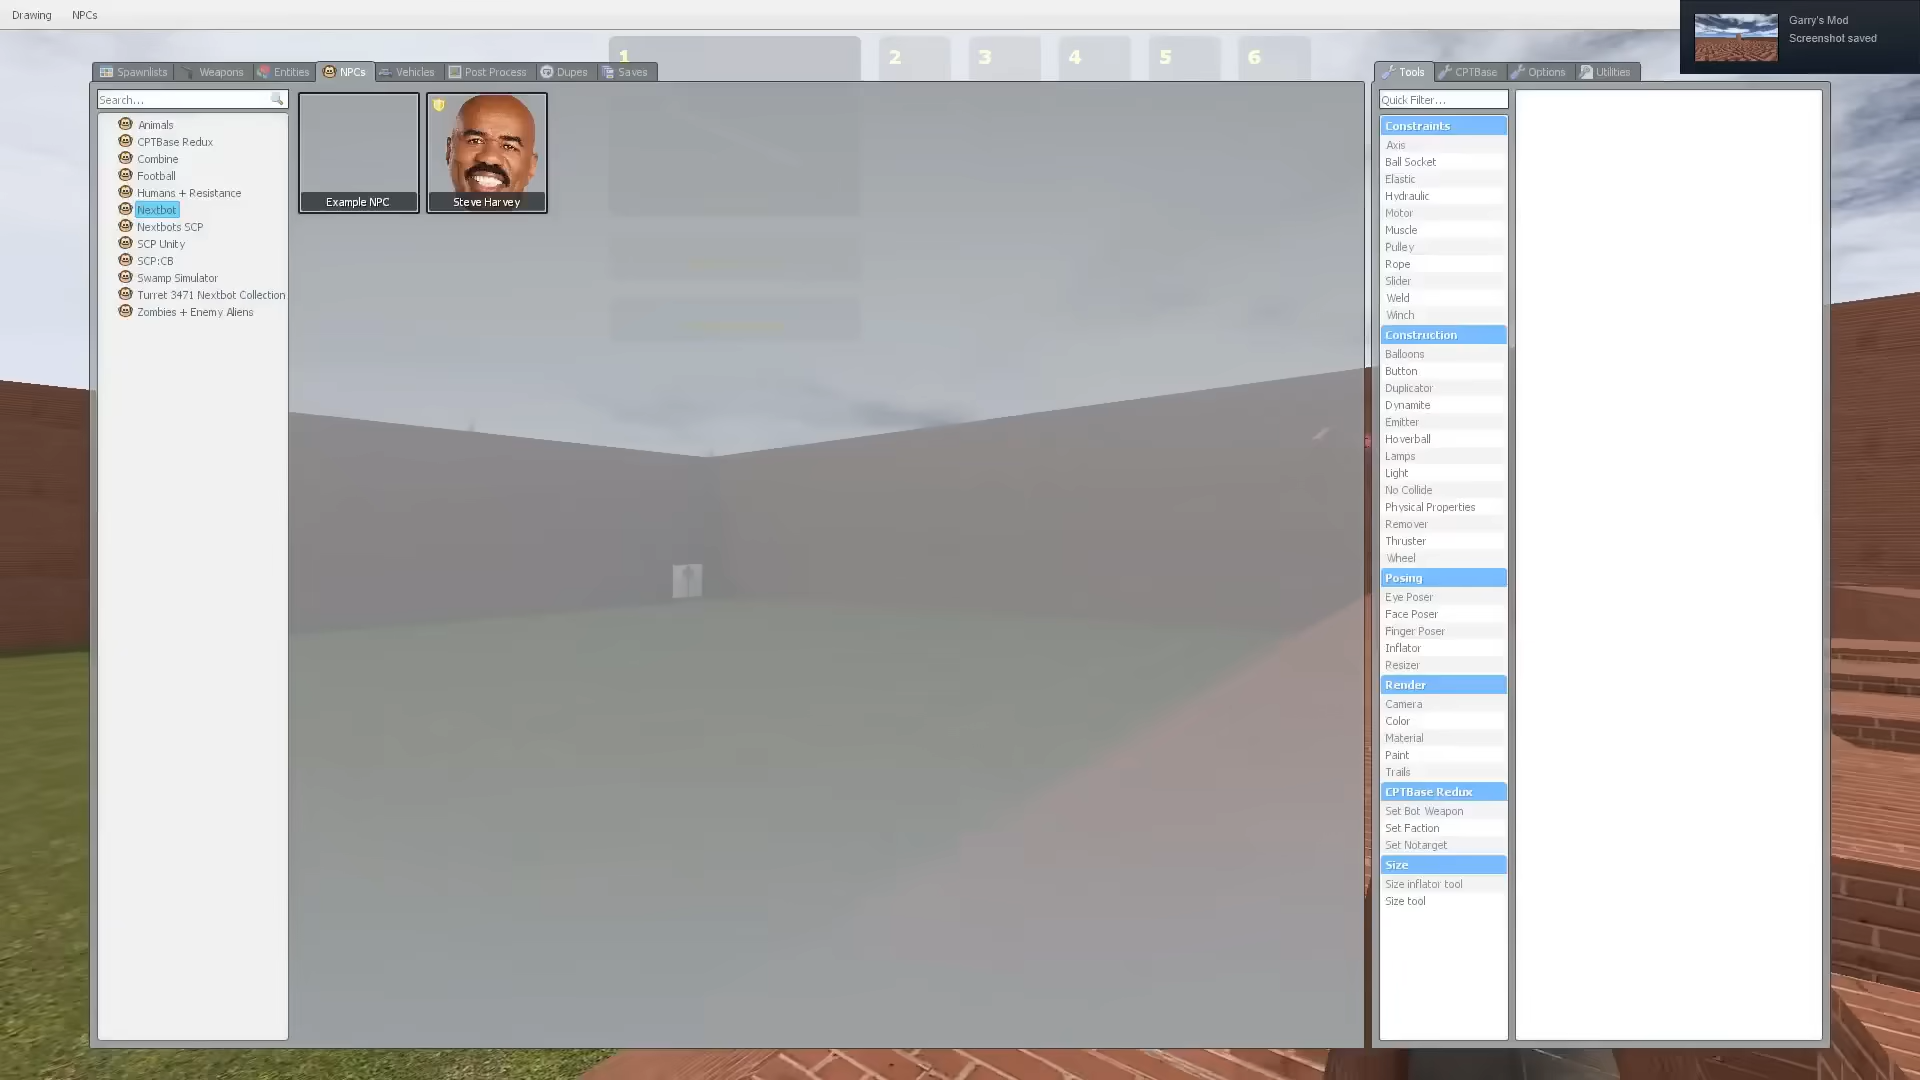 Drawing NPCs
Garry's Mod
Screenshot saved
1 2 3 4 5 6
Spawnlists Weapons Entities NPCs Vehicles Post Process Dupes Saves
Tools CPTBase Options Utilities
Search...
Animals
CPTBase Redux
Combine
Football
Humans + Resistance
Nextbot
Nextbots SCP
SCP Unity
SCP:CB
Swamp Simulator
Turret 3471 Nextbot Collection
Zombies + Enemy Aliens
Example NPC
Steve Harvey
Quick Filter...
Constraints
Axis
Ball Socket
Elastic
Hydraulic
Motor
Muscle
Pulley
Rope
Slider
Weld
Winch
Construction
Balloons
Button
Duplicator
Dynamite
Emitter
Hoverball
Lamps
Light
No Collide
Physical Properties
Remover
Thruster
Wheel
Posing
Eye Poser
Face Poser
Finger Poser
Inflator
Resizer
Render
Camera
Color
Material
Paint
Trails
CPTBase Redux
Set Bot Weapon
Set Faction
Set Notarget
Size
Size inflator tool
Size tool